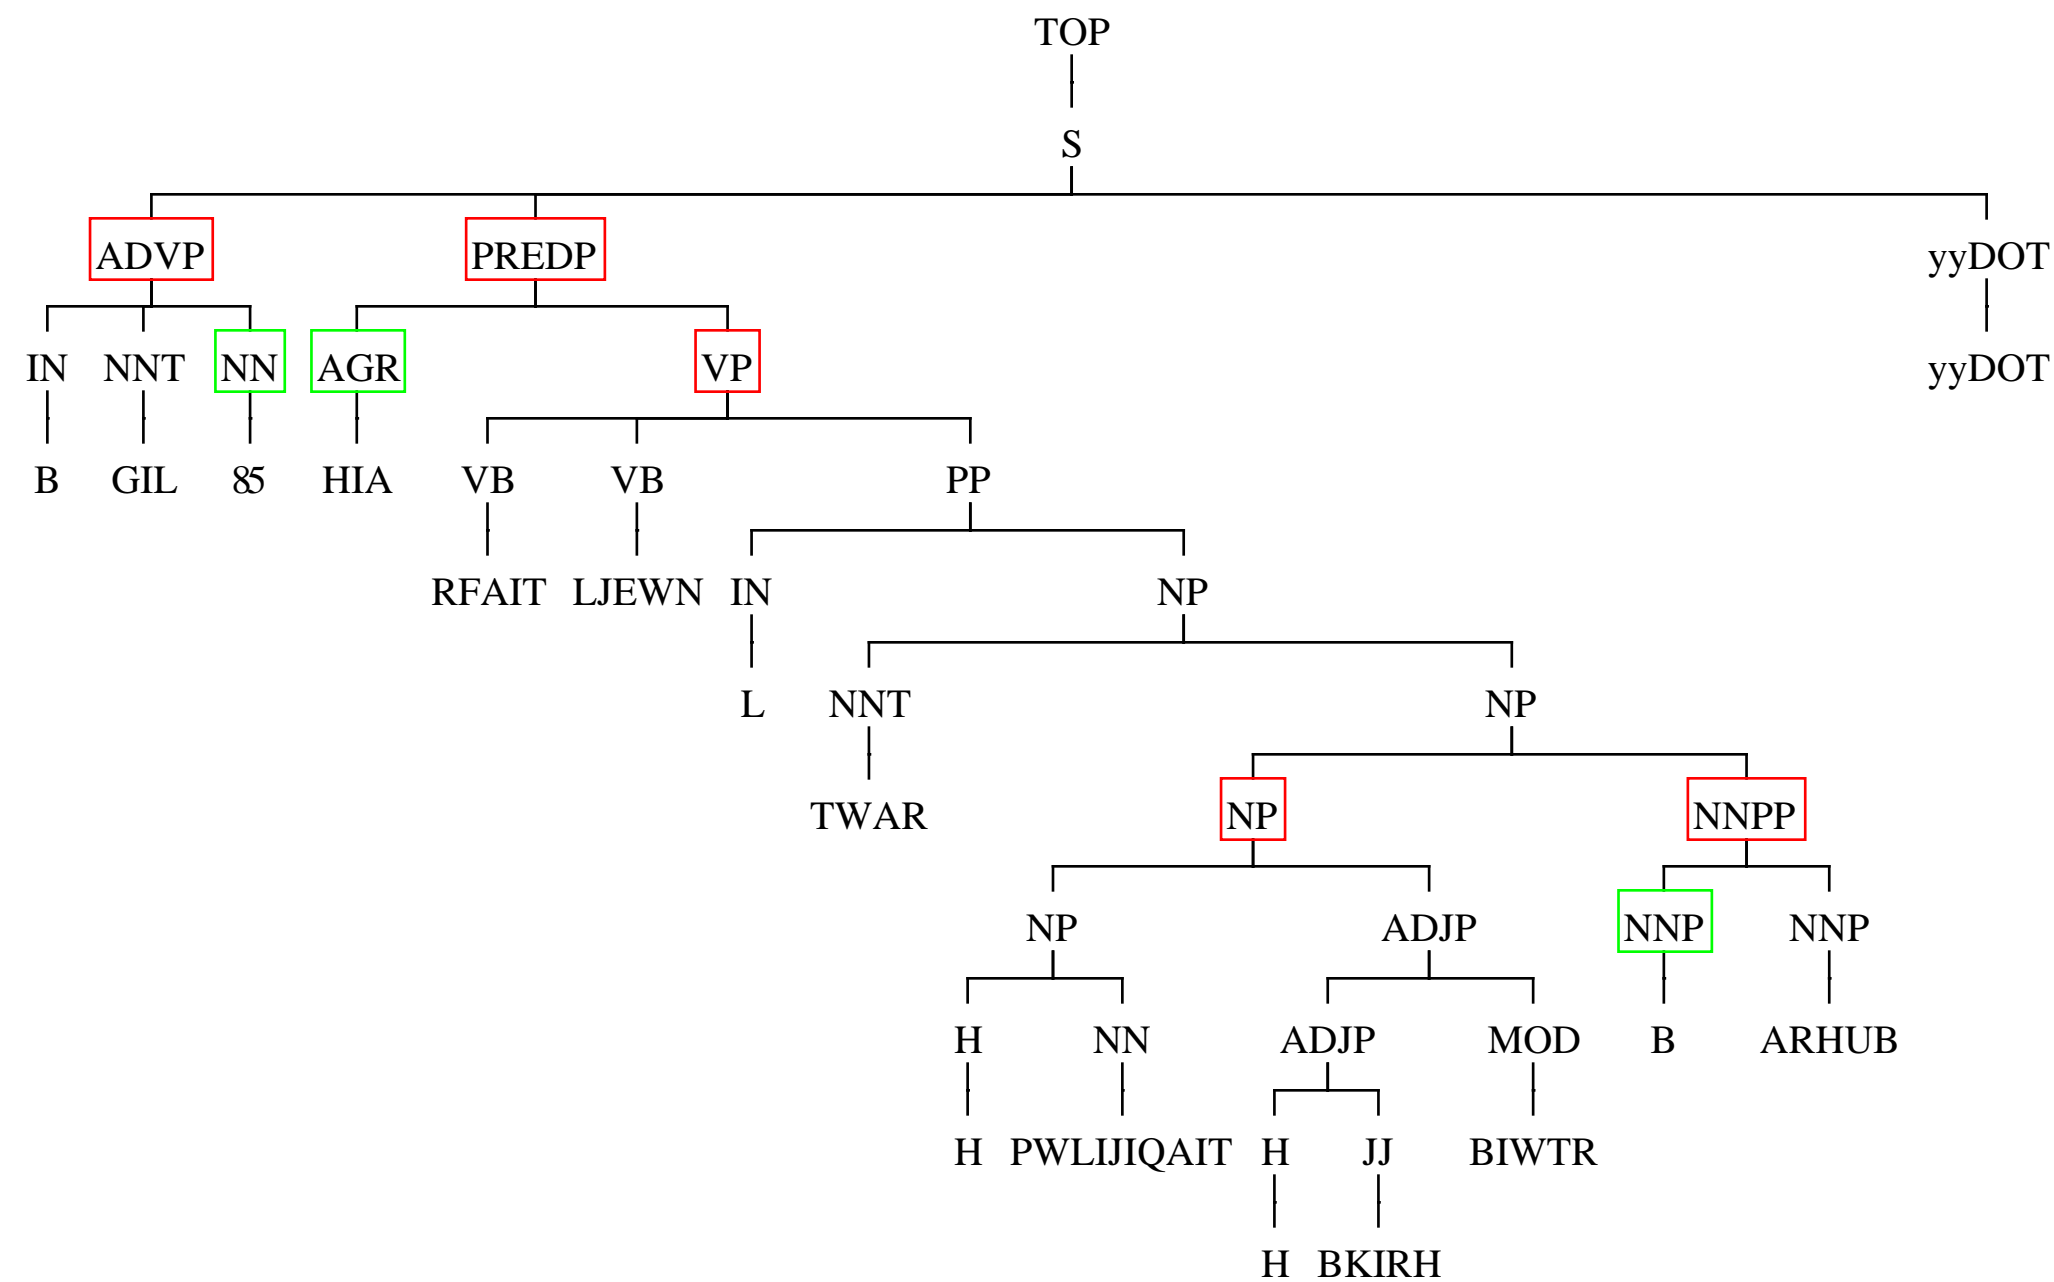 TOP
S
ADVP PREDP yyDOT
IN NNT NN AGR VP yyDOT
B GIL 85 HIA VB VB PP
RFAIT LJEWN IN NP
L NNT NP
TWAR NP NNPP
NP ADJP NNP NNP
H NN ADJP MOD B ARHUB
H PWLIJIQAIT H JJ BIWTR
H BKIRH